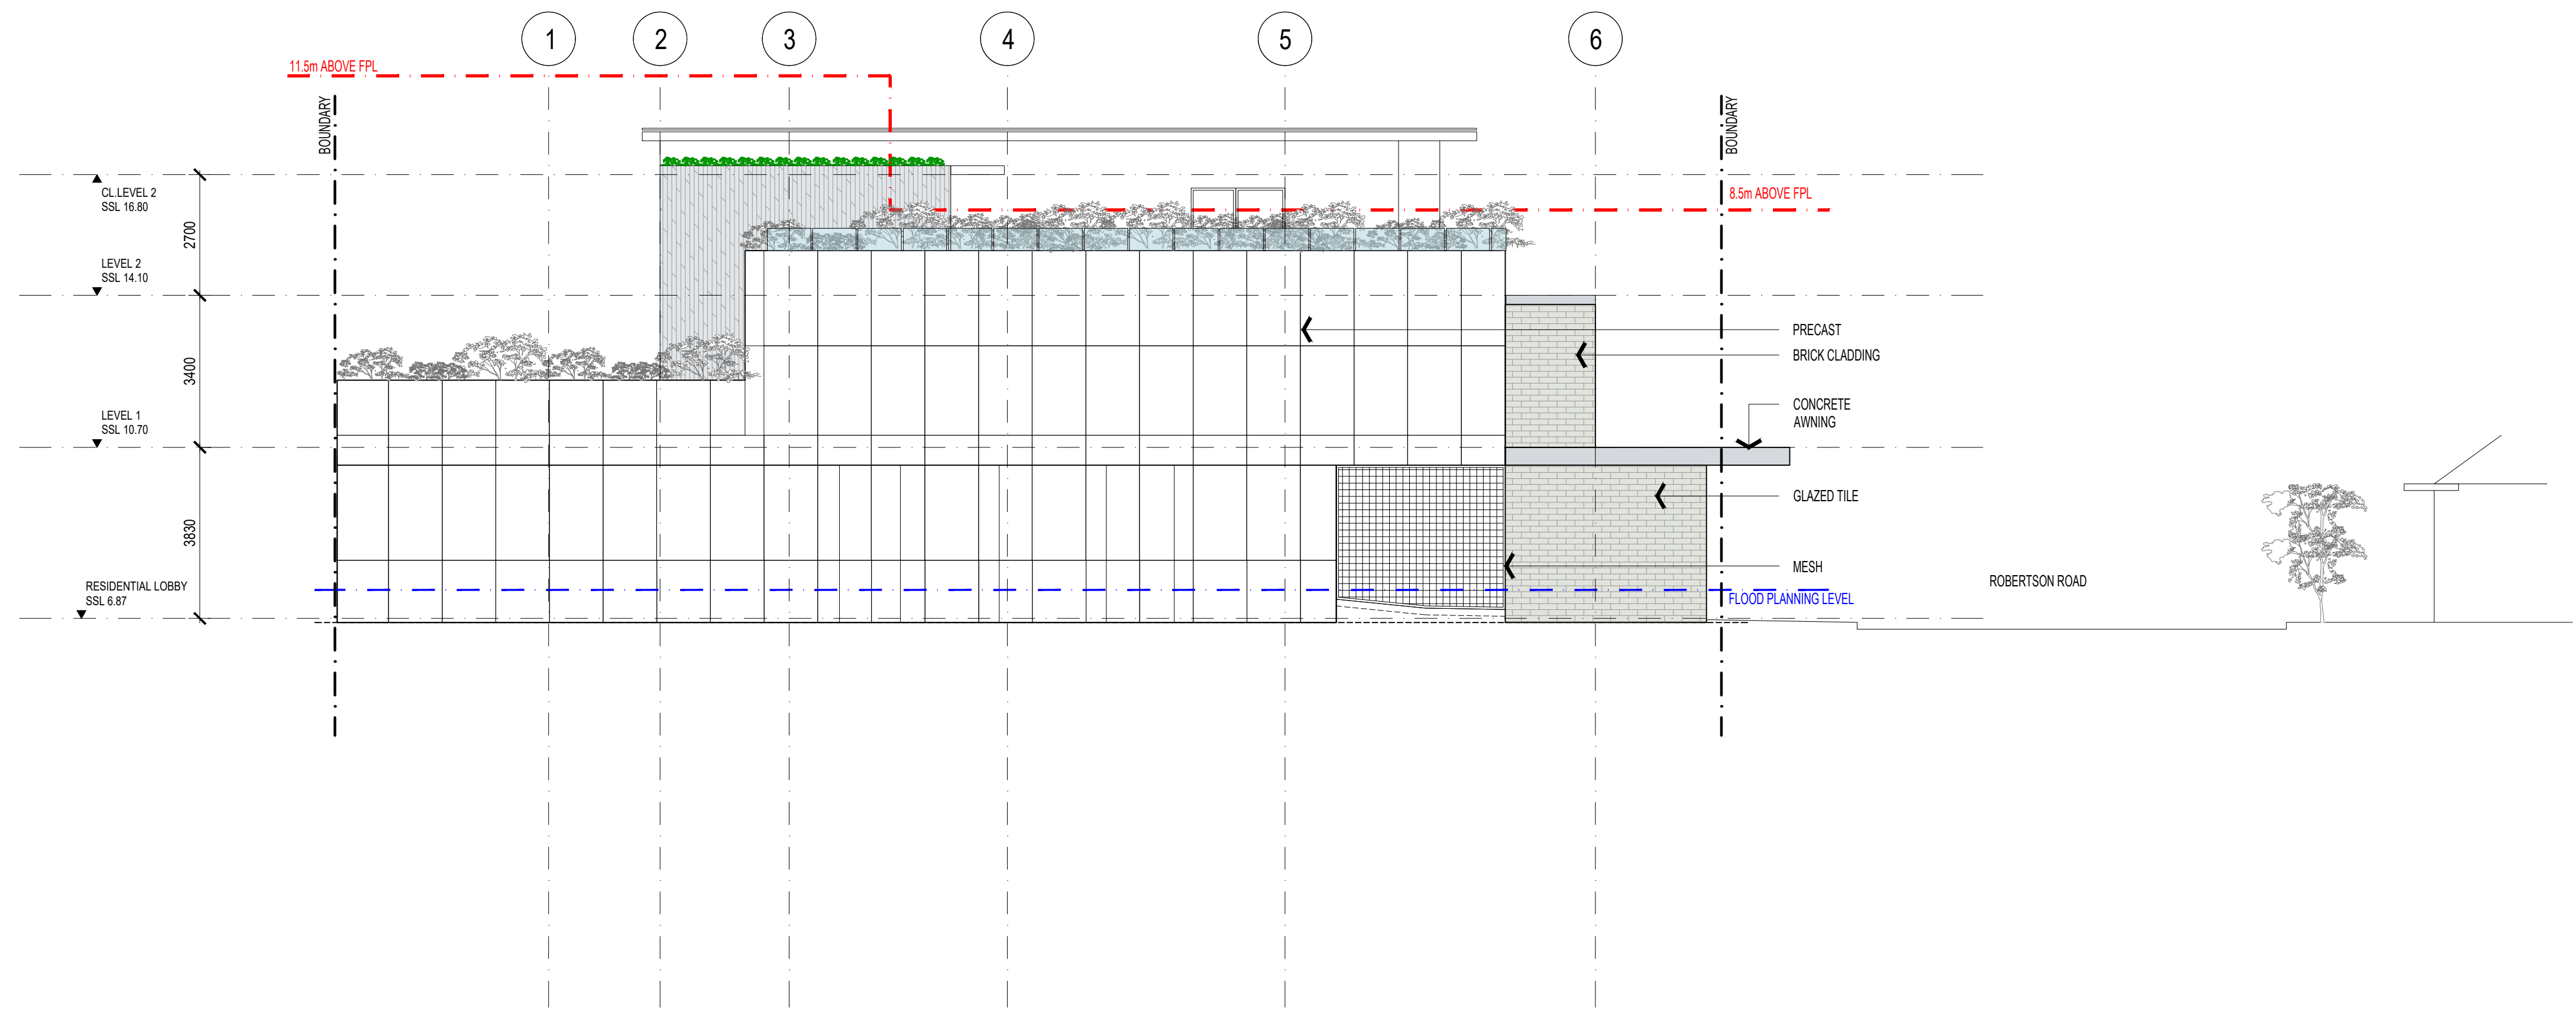 1 2 3 4 5 6
11.5m ABOVE FPL
BOUNDARY
BOUNDARY
CL.LEVEL 2
SSL 16.80
8.5m ABOVE FPL
2700
LEVEL 2
SSL 14.10
PRECAST
BRICK CLADDING
3400
LEVEL 1
SSL 10.70
CONCRETE
AWNING
GLAZED TILE
3830
MESH
RESIDENTIAL LOBBY
SSL 6.87
ROBERTSON ROAD
FLOOD PLANNING LEVEL